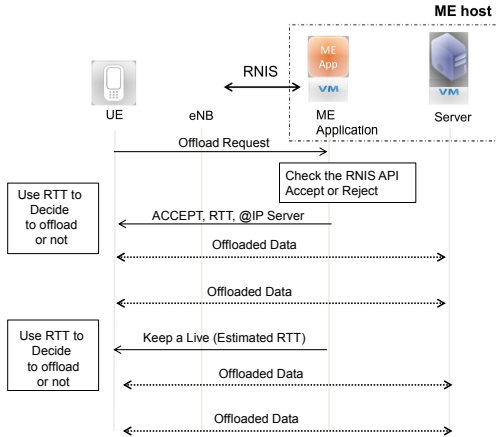 ME host
ME
App
VM
VM
RNIS
UE
eNB
ME
Application
Server
Offload Request
Check the RNIS API
Accept or Reject
Use RTT to
Decide
to offload
or not
ACCEPT, RTT, @IP Server
Offloaded Data
Offloaded Data
Use RTT to
Decide
to offload
or not
Keep a Live (Estimated RTT)
Offloaded Data
Offloaded Data